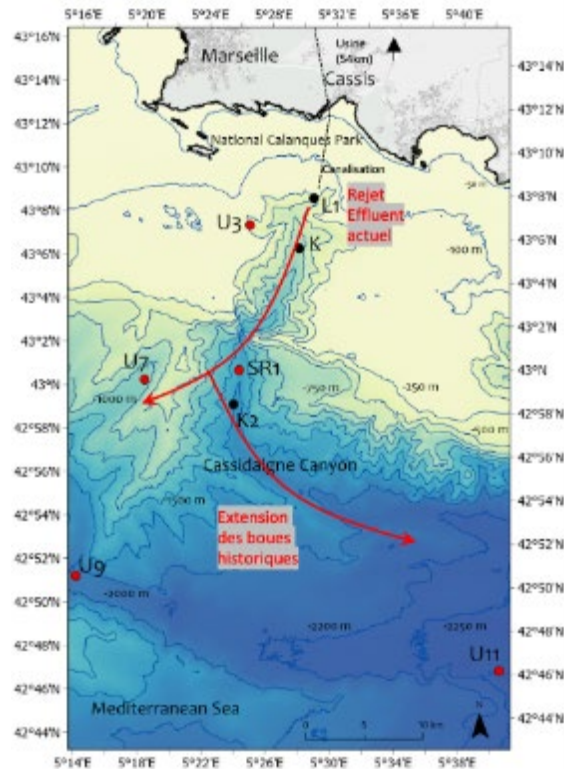 5°16'E 5°20'E 5°24'E 5°28'E 5°32'E 5°36'E 5°40'E
43°16'N
43°14'N
43°12'N
43°10'N
43°8'N
43°6'N
43°4'N
43°2'N
43°N
42°58'N
42°56'N
42°54'N
42°52'N
42°50'N
42°48'N
42°46'N
42°44'N
Marseille
Usine
(54km)
Cassis
National Calanques Park
Canalisation
-50 m
L1
Rejet
Effluent
actuel
U3
K
-100 m
U7
SR1
-750 m
-250 m
-1000 m
K2
-500 m
Cassidaigne Canyon
-1500 m
Extension
des boues
historiques
U9
-2000 m
-2200 m
-2250 m
U11
Mediterranean Sea
N
0 5 10 km
43°14'N
43°12'N
43°10'N
43°8'N
43°6'N
43°4'N
43°2'N
43°N
42°58'N
42°56'N
42°54'N
42°52'N
42°50'N
42°48'N
42°46'N
42°44'N
5°14'E 5°18'E 5°22'E 5°26'E 5°30'E 5°34'E 5°38'E